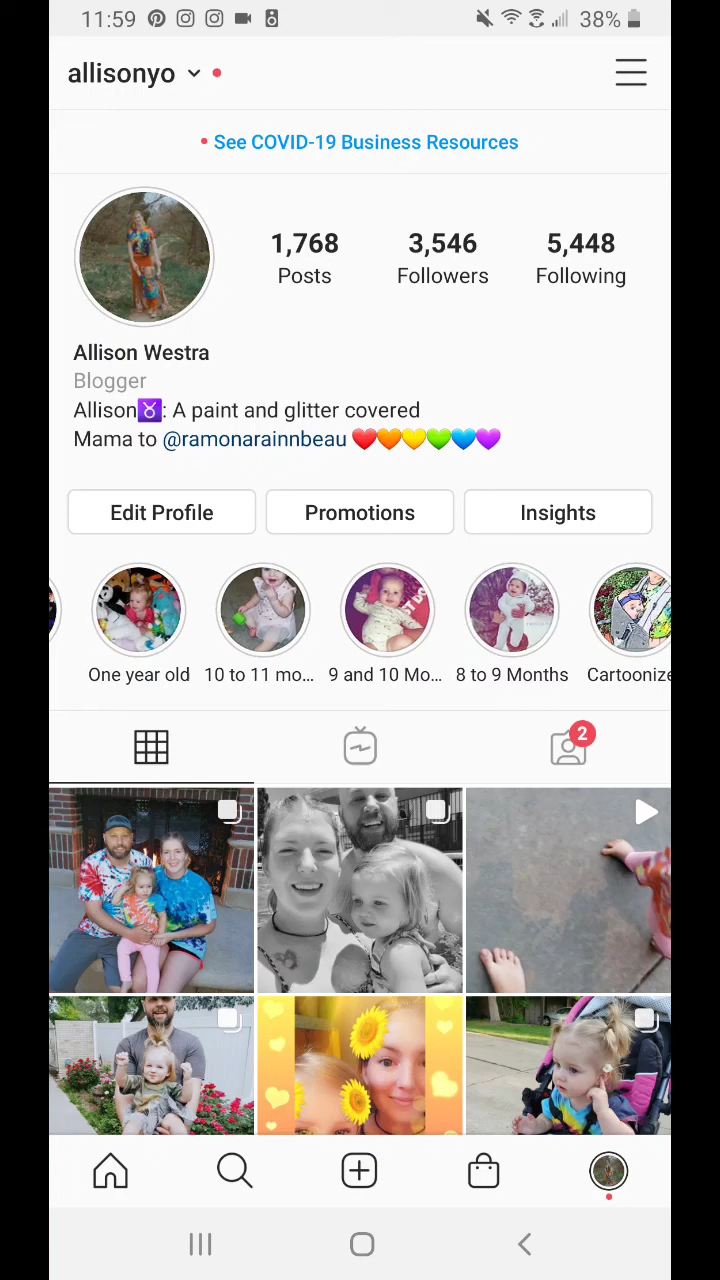 11:59 38%
allisonyo
See COVID-19 Business Resources
1,768 3,546 5,448
Posts Followers Following
Allison Westra
Blogger
Allison♉: A paint and glitter covered
Mama to @ramonarainnbeau ❤️🧡💛💚💙💜
Edit Profile Promotions Insights
One year old 10 to 11 mo... 9 and 10 Mo... 8 to 9 Months Cartoonize
2